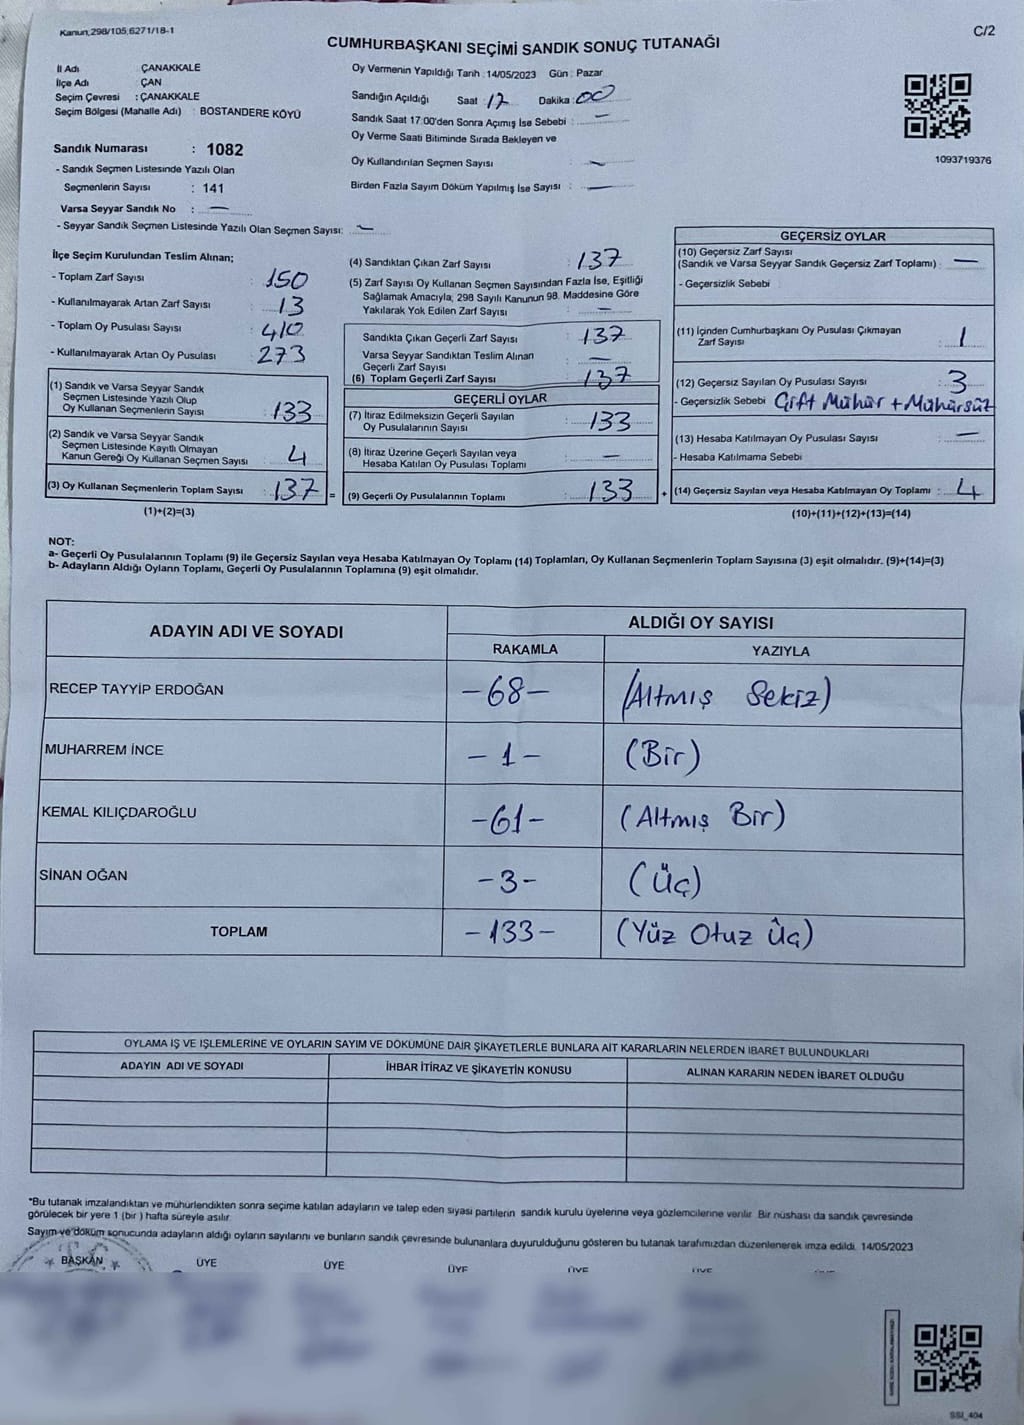 Kanun;298/105,6271/18-1
C/2
CUMHURBAŞKANI SEÇİMİ SANDIK SONUÇ TUTANAĞI
İl Adı ÇANAKKALE
İlçe Adı ÇAN
Seçim Çevresi : ÇANAKKALE
Seçim Bölgesi (Mahalle Adı) : BOSTANDERE KÖYÜ
Sandık Numarası : 1082
- Sandık Seçmen Listesinde Yazılı Olan
Seçmenlerin Sayısı : 141
Varsa Seyyar Sandık No : —
- Seyyar Sandık Seçmen Listesinde Yazılı Olan Seçmen Sayısı: —
Oy Vermenin Yapıldığı Tarih : 14/05/2023 Gün : Pazar
Sandığın Açıldığı Saat : 17 Dakika : 00
Sandık Saat 17:00'den Sonra Açımış İse Sebebi : —
Oy Verme Saati Bitiminde Sırada Bekleyen ve
Oy Kullandırılan Seçmen Sayısı : —
Birden Fazla Sayım Döküm Yapılmış İse Sayısı : —
1093719376
İlçe Seçim Kurulundan Teslim Alınan;
- Toplam Zarf Sayısı : 150
- Kullanılmayarak Artan Zarf Sayısı : 13
- Toplam Oy Pusulası Sayısı : 410
- Kullanılmayarak Artan Oy Pusulası : 273
(1) Sandık ve Varsa Seyyar Sandık
Seçmen Listesinde Yazılı Olup
Oy Kullanan Seçmenlerin Sayısı : 133
(2) Sandık ve Varsa Seyyar Sandık
Seçmen Listesinde Kayıtlı Olmayan
Kanun Gereği Oy Kullanan Seçmen Sayısı : 4
(3) Oy Kullanan Seçmenlerin Toplam Sayısı : 137 =
(1)+(2)=(3)
(4) Sandıktan Çıkan Zarf Sayısı : 137
(5) Zarf Sayısı Oy Kullanan Seçmen Sayısından Fazla İse, Eşitliği
Sağlamak Amacıyla; 298 Sayılı Kanunun 98. Maddesine Göre
Yakılarak Yok Edilen Zarf Sayısı : —
Sandıkta Çıkan Geçerli Zarf Sayısı : 137
Varsa Seyyar Sandıktan Teslim Alınan
Geçerli Zarf Sayısı : —
(6) Toplam Geçerli Zarf Sayısı : 137
GEÇERLİ OYLAR
(7) İtiraz Edilmeksizin Geçerli Sayılan
Oy Pusulalarının Sayısı : 133
(8) İtiraz Üzerine Geçerli Sayılan veya
Hesaba Katılan Oy Pusulası Toplamı : —
(9) Geçerli Oy Pusulalarının Toplamı : 133 +
GEÇERSİZ OYLAR
(10) Geçersiz Zarf Sayısı
(Sandık ve Varsa Seyyar Sandık Geçersiz Zarf Toplamı) : —
- Geçersizlik Sebebi :
(11) İçinden Cumhurbaşkanı Oy Pusulası Çıkmayan
Zarf Sayısı : 1
(12) Geçersiz Sayılan Oy Pusulası Sayısı : 3
- Geçersizlik Sebebi Çift Mühür + Mühürsüz
(13) Hesaba Katılmayan Oy Pusulası Sayısı : —
- Hesaba Katılmama Sebebi
(14) Geçersiz Sayılan veya Hesaba Katılmayan Oy Toplamı : 4
(10)+(11)+(12)+(13)=(14)
NOT:
a- Geçerli Oy Pusulalarının Toplamı (9) ile Geçersiz Sayılan veya Hesaba Katılmayan Oy Toplamı (14) Toplamları, Oy Kullanan Seçmenlerin Toplam Sayısına (3) eşit olmalıdır. (9)+(14)=(3)
b- Adayların Aldığı Oyların Toplamı, Geçerli Oy Pusulalarının Toplamına (9) eşit olmalıdır.
ADAYIN ADI VE SOYADI
ALDIĞI OY SAYISI
RAKAMLA YAZIYLA
RECEP TAYYİP ERDOĞAN -68- (Altmış Sekiz)
MUHARREM İNCE -1- (Bir)
KEMAL KILIÇDAROĞLU -61- (Altmış Bir)
SİNAN OĞAN -3- (Üç)
TOPLAM -133- (Yüz Otuz Üç)
OYLAMA İŞ VE İŞLEMLERİNE VE OYLARIN SAYIM VE DÖKÜMÜNE DAİR ŞİKAYETLERLE BUNLARA AİT KARARLARIN NELERDEN İBARET BULUNDUKLARI
ADAYIN ADI VE SOYADI İHBAR İTİRAZ VE ŞİKAYETİN KONUSU ALINAN KARARIN NEDEN İBARET OLDUĞU
*Bu tutanak imzalandıktan ve mühürlendikten sonra seçime katılan adayların ve talep eden siyasi partilerin sandık kurulu üyelerine veya gözlemcilerine verilir. Bir nüshası da sandık çevresinde
görülecek bir yere 1 (bir ) hafta süreyle asılır.
Sayım ve döküm sonucunda adayların aldığı oyların sayılarını ve bunların sandık çevresinde bulunanlara duyurulduğunu gösteren bu tutanak tarafımızdan düzenlenerek imza edildi. 14/05/2023
BAŞKAN ÜYE ÜYE ÜYE ÜYE ÜYE ÜYE
SSI_404